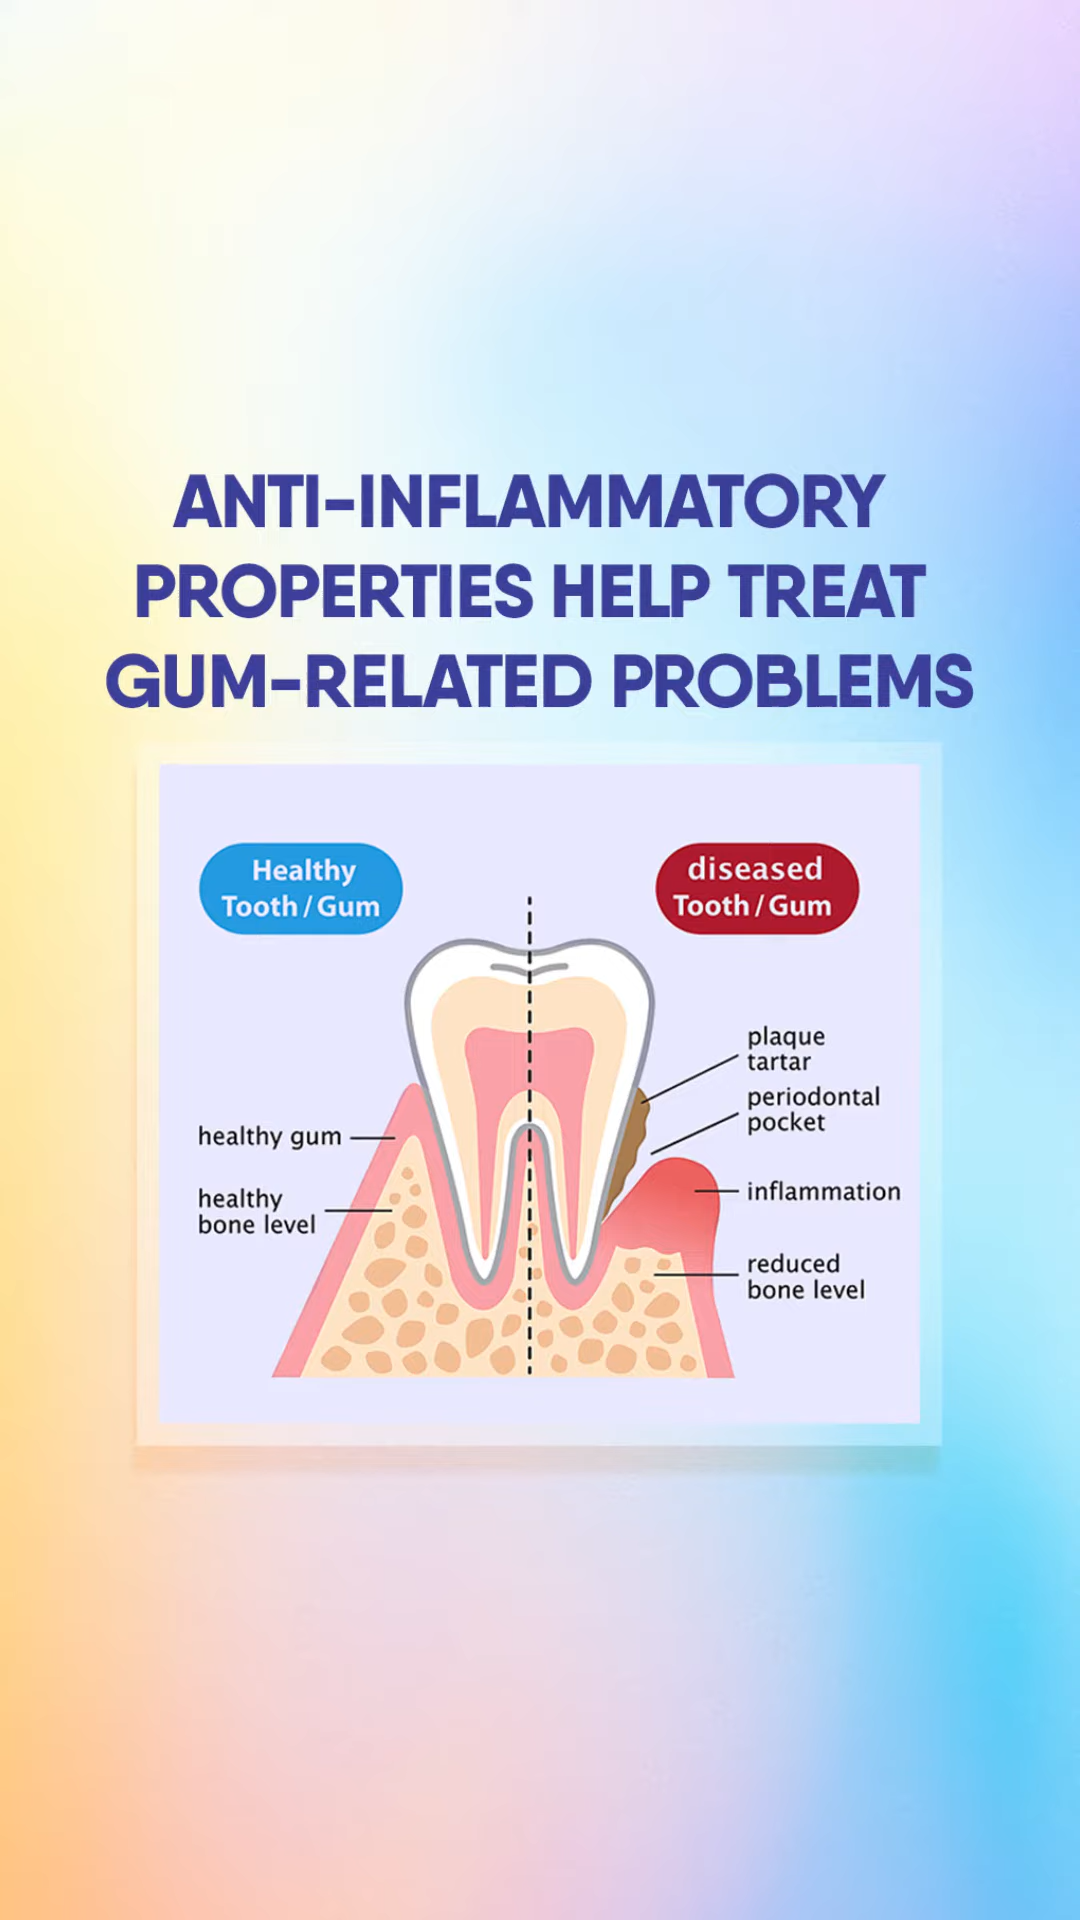 ANTI-INFLAMMATORY
PROPERTIES HELP TREAT
GUM-RELATED PROBLEMS
Healthy
Tooth / Gum
diseased
Tooth / Gum
plaque
tartar
periodontal
pocket
healthy gum
inflammation
healthy
bone level
reduced
bone level